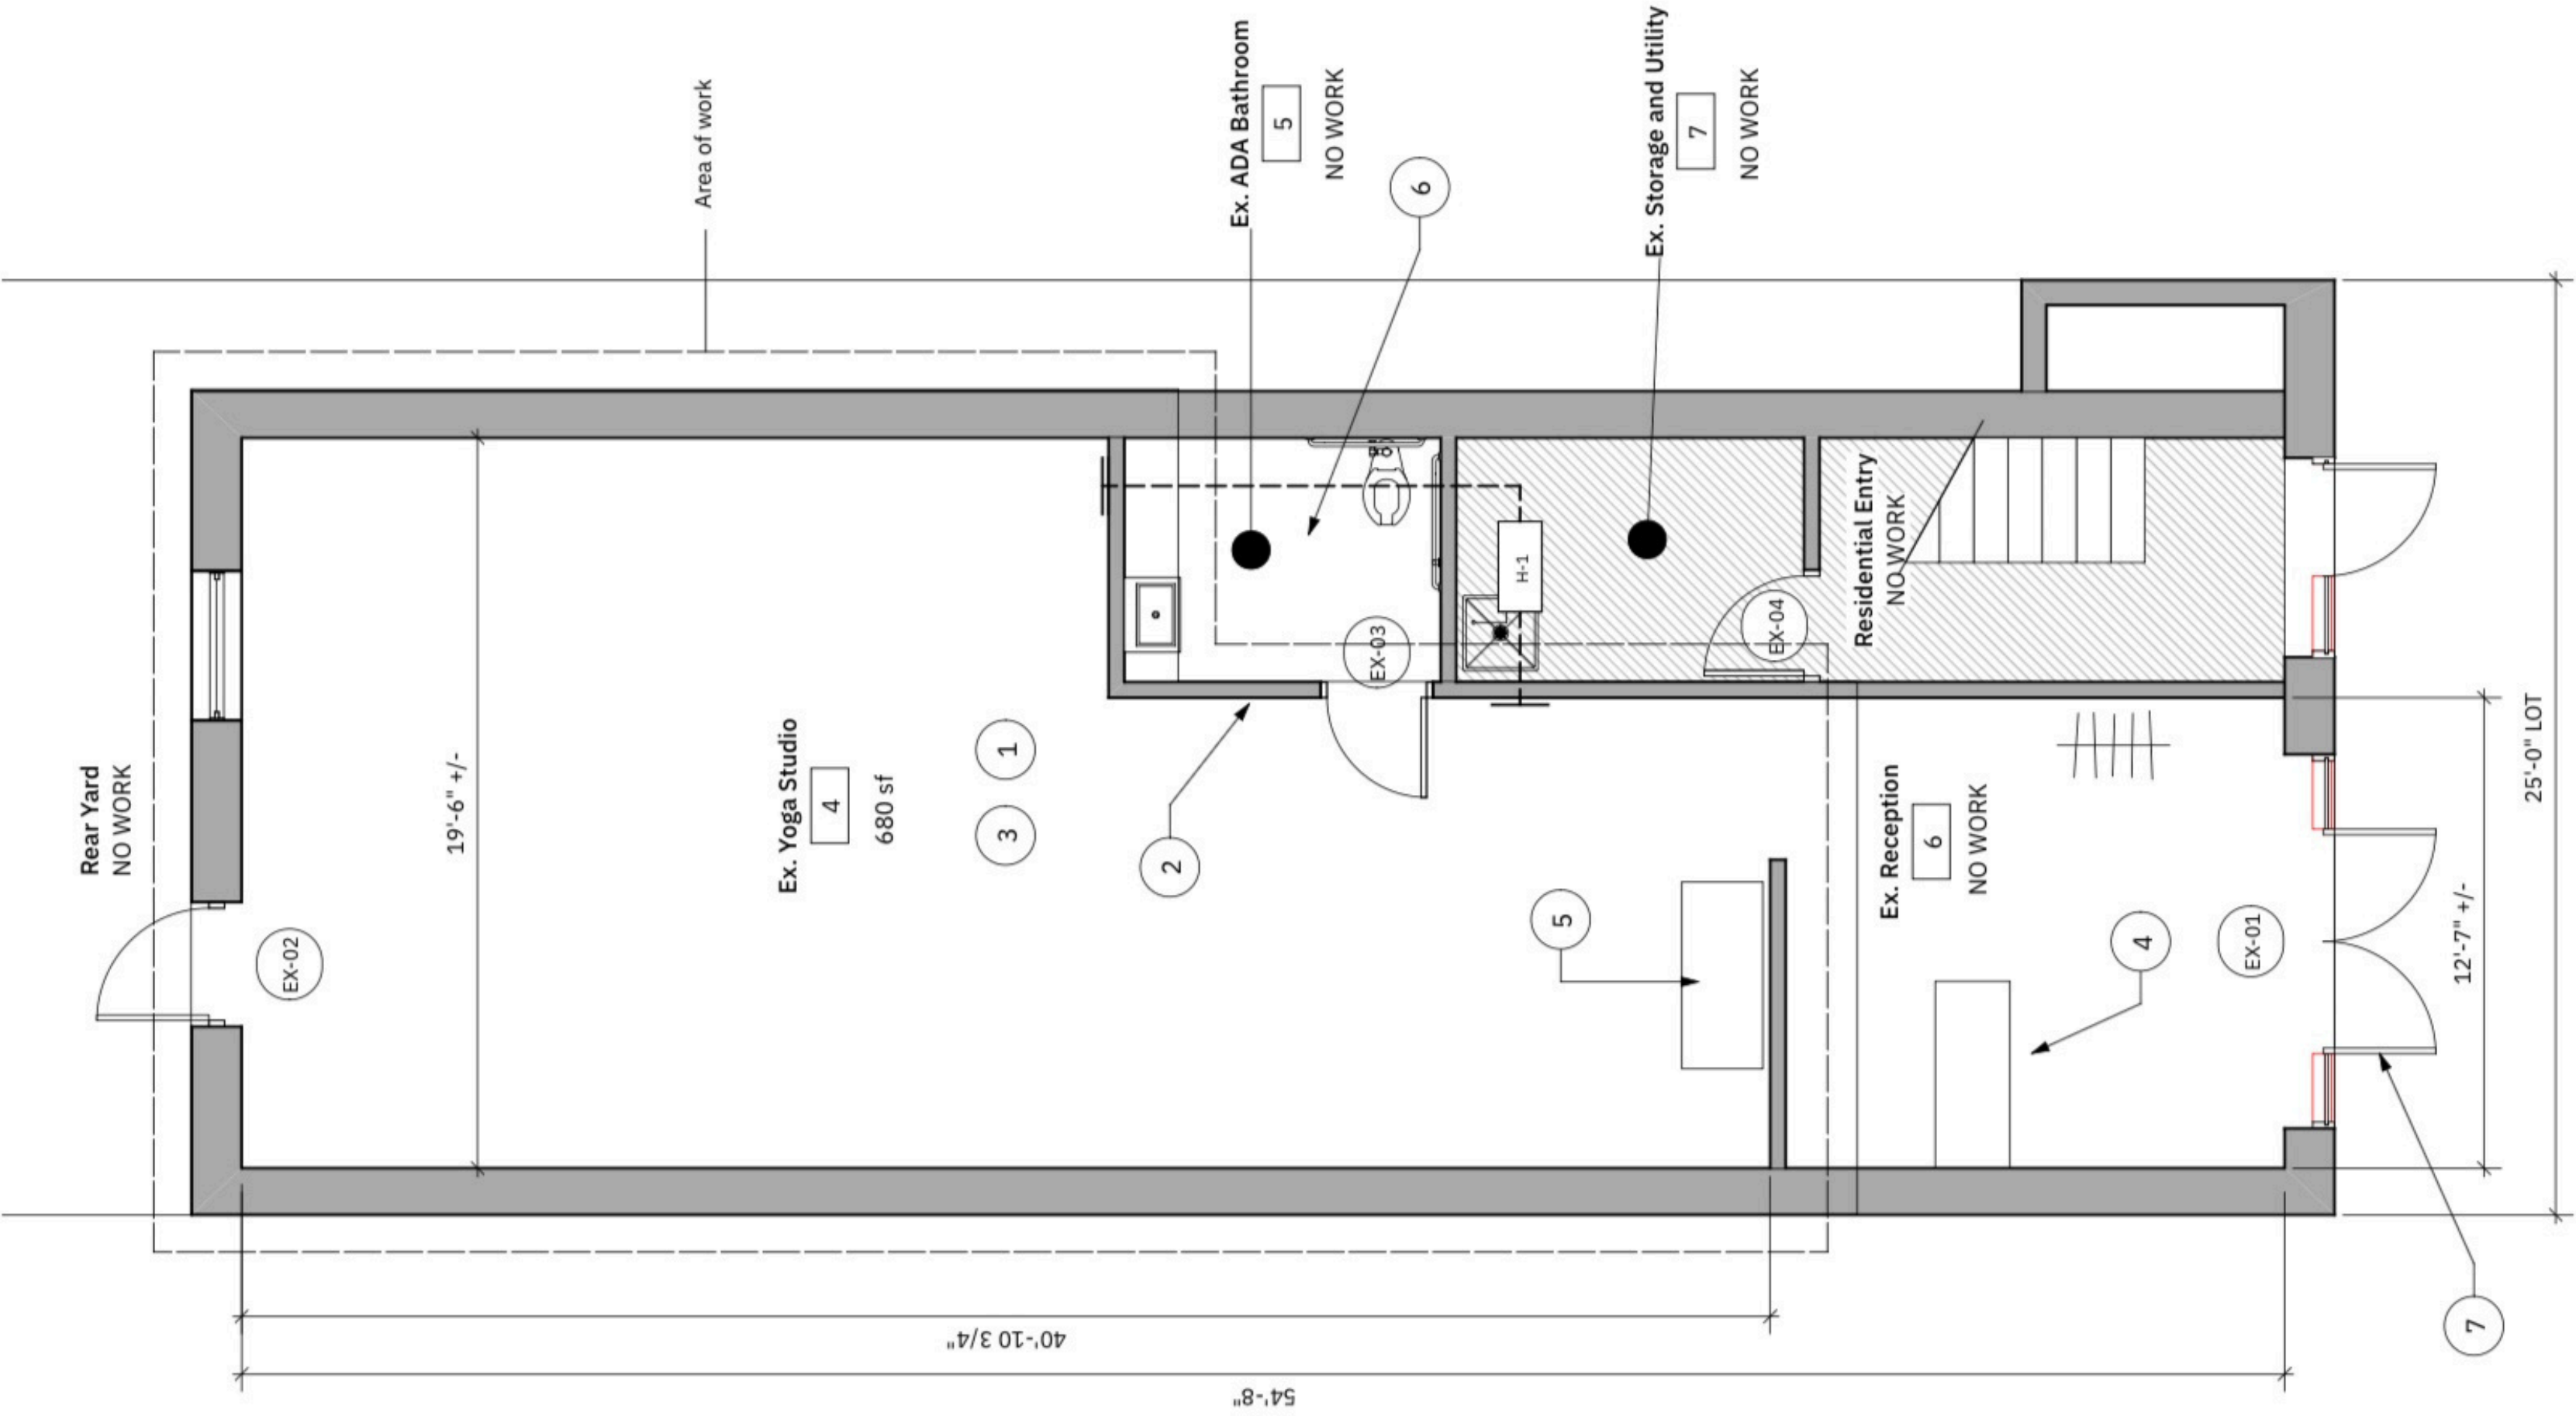 Rear Yard
NO WORK
EX-02
19'-6" +/-
Area of work
Ex. Yoga Studio
4
680 sf
3
1
2
Ex. ADA Bathroom
5
NO WORK
6
EX-03
H-1
5
Ex. Storage and Utility
7
NO WORK
EX-04
Residential Entry
NO WORK
Ex. Reception
6
NO WORK
4
EX-01
7
12'-7" +/-
25'-0" LOT
40'-10 3/4"
54'-8"